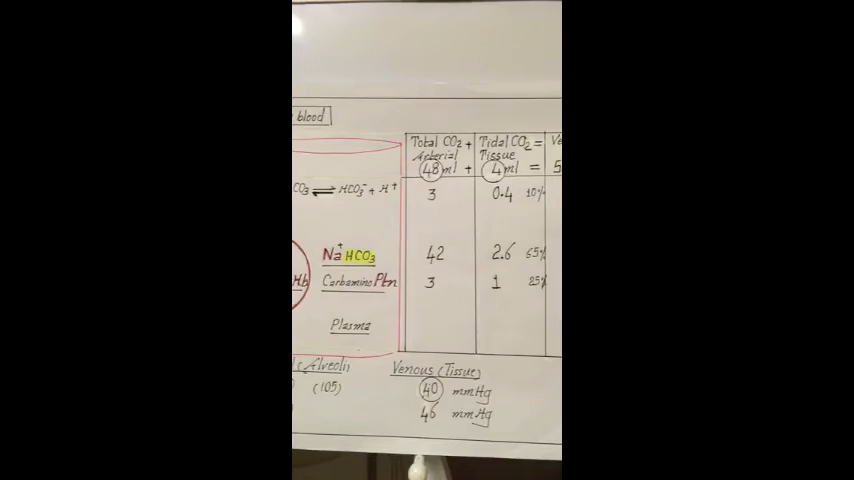 blood
Total CO2 + Tidal CO2 = Ve
Arterial Tissue
48 ml + 4 ml = 5
CO3 ⇌ HCO3- + H+ 3 0.4 10%
Na+ HCO3 42 2.6 65%
Hb Carbamino Ptn 3 1 25%
Plasma
(Alveoli) Venous (Tissue)
(105) 40 mmHg
46 mmHg